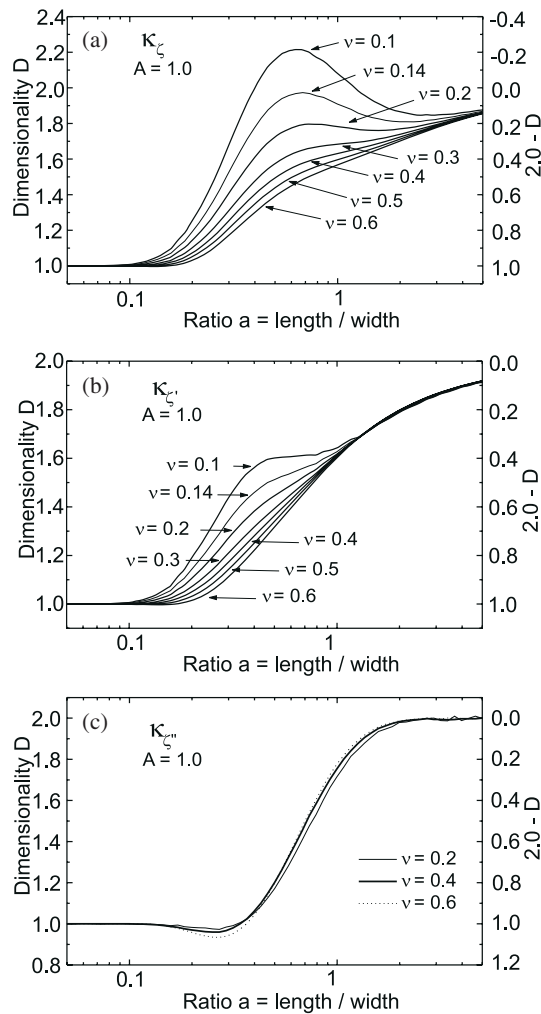 (a)
κζ
A = 1.0
ν = 0.1
ν = 0.14
ν = 0.2
ν = 0.3
ν = 0.4
ν = 0.5
ν = 0.6
2.4
2.2
2.0
1.8
1.6
1.4
1.2
1.0
Dimensionality D
-0.4
-0.2
0.0
0.2
0.4
0.6
0.8
1.0
2.0 - D
0.1
1
Ratio a = length / width
(b)
κζ'
A = 1.0
ν = 0.1
ν = 0.14
ν = 0.2
ν = 0.3
ν = 0.4
ν = 0.5
ν = 0.6
2.0
1.8
1.6
1.4
1.2
1.0
Dimensionality D
0.0
0.2
0.4
0.6
0.8
1.0
2.0 - D
0.1
1
Ratio a = length / width
(c)
κζ"
A = 1.0
ν = 0.2
ν = 0.4
ν = 0.6
2.0
1.8
1.6
1.4
1.2
1.0
0.8
Dimensionality D
0.0
0.2
0.4
0.6
0.8
1.0
1.2
2.0 - D
0.1
1
Ratio a = length / width